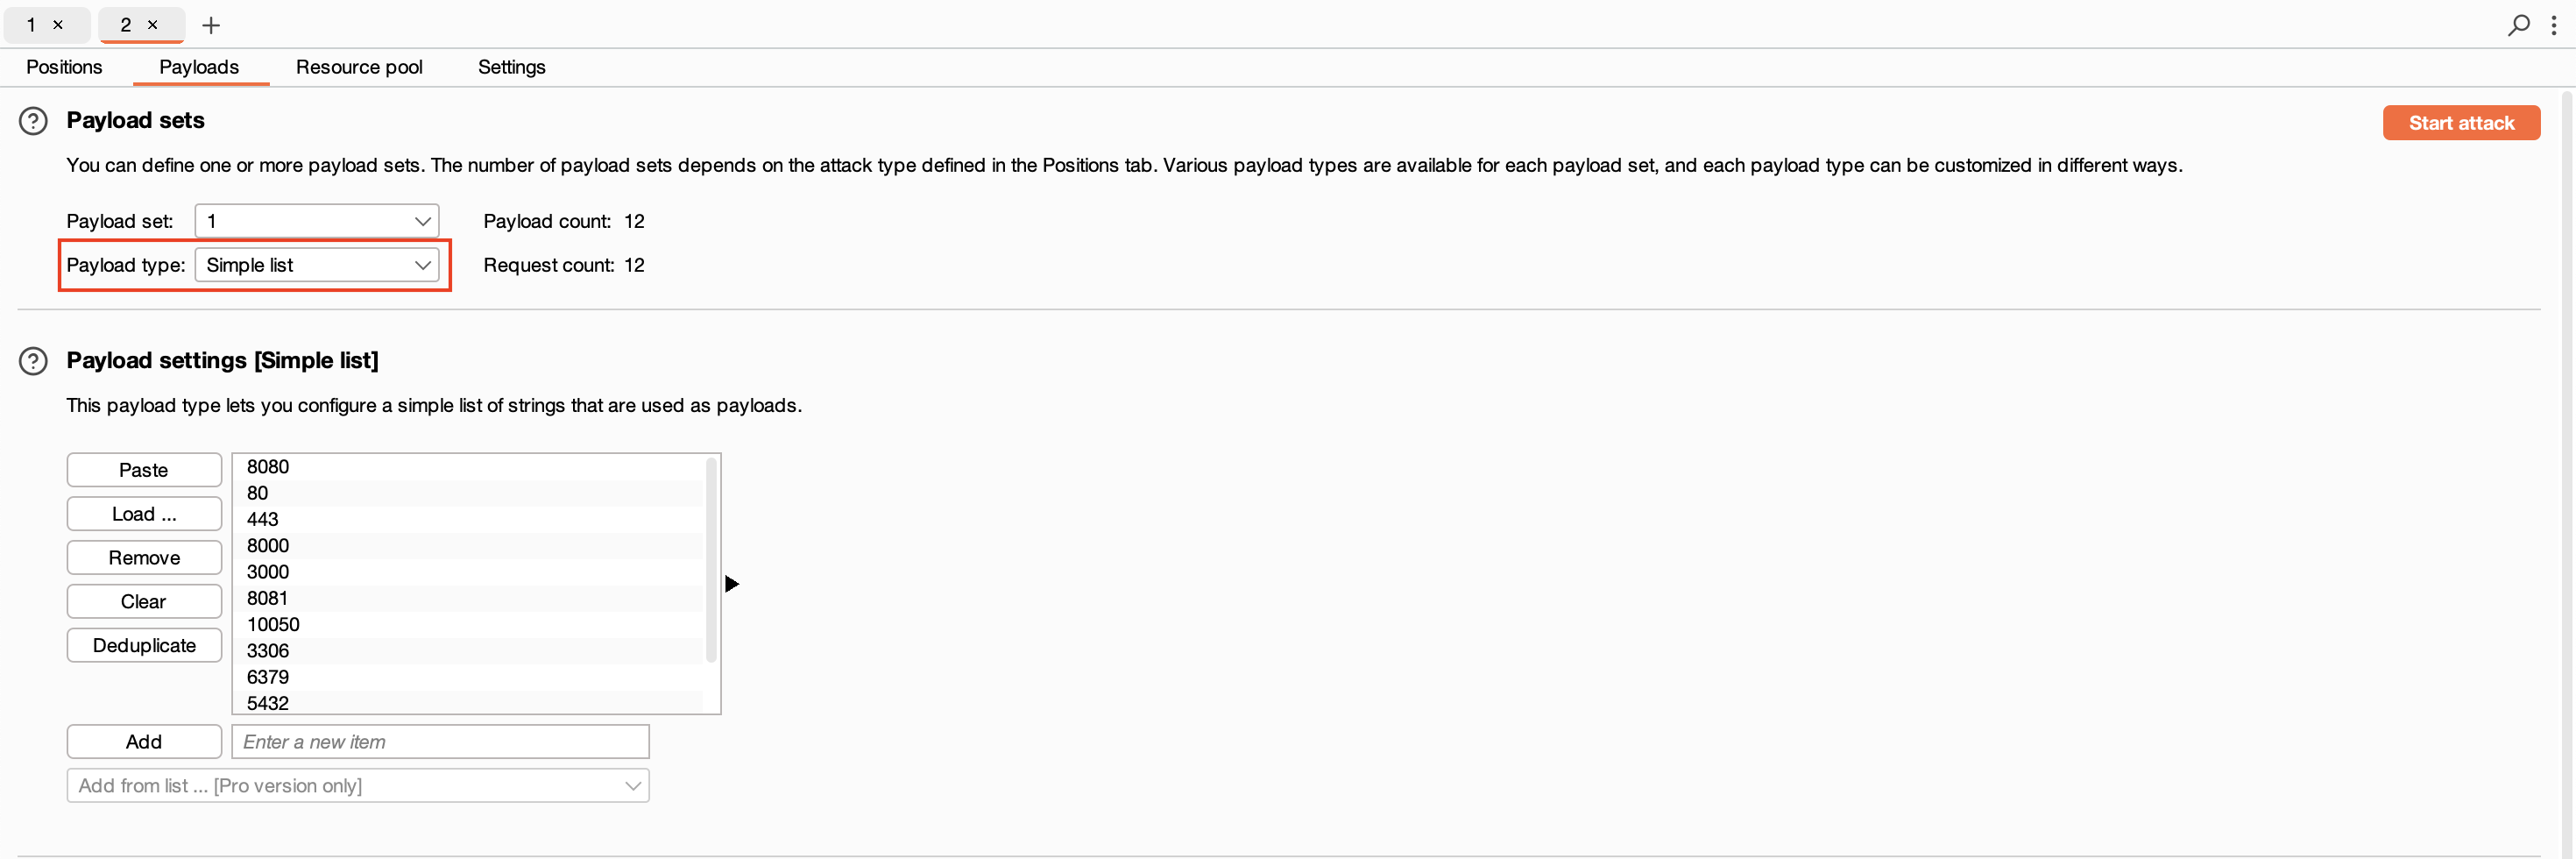 1 × 2 × +
Positions Payloads Resource pool Settings
Payload sets
Start attack
You can define one or more payload sets. The number of payload sets depends on the attack type defined in the Positions tab. Various payload types are available for each payload set, and each payload type can be customized in different ways.
Payload set: 1 Payload count: 12
Payload type: Simple list Request count: 12
Payload settings [Simple list]
This payload type lets you configure a simple list of strings that are used as payloads.
Paste
Load ...
Remove
Clear
Deduplicate
8080
80
443
8000
3000
8081
10050
3306
6379
5432
Add Enter a new item
Add from list ... [Pro version only]